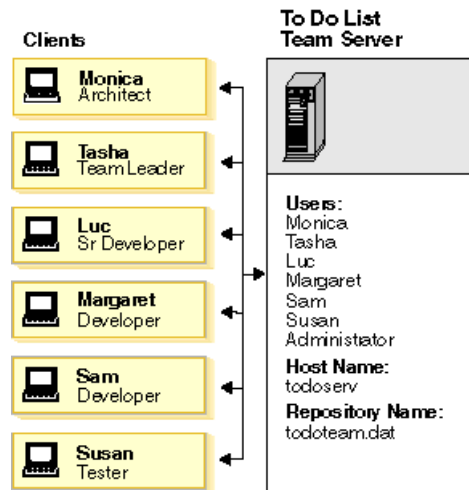 Clients
Monica
Architect
Tasha
Team Leader
Luc
Sr Developer
Margaret
Developer
Sam
Developer
Susan
Tester
To Do List
Team Server
Users:
Monica
Tasha
Luc
Margaret
Sam
Susan
Administrator
Host Name:
todoserv
Repository Name:
todoteam.dat